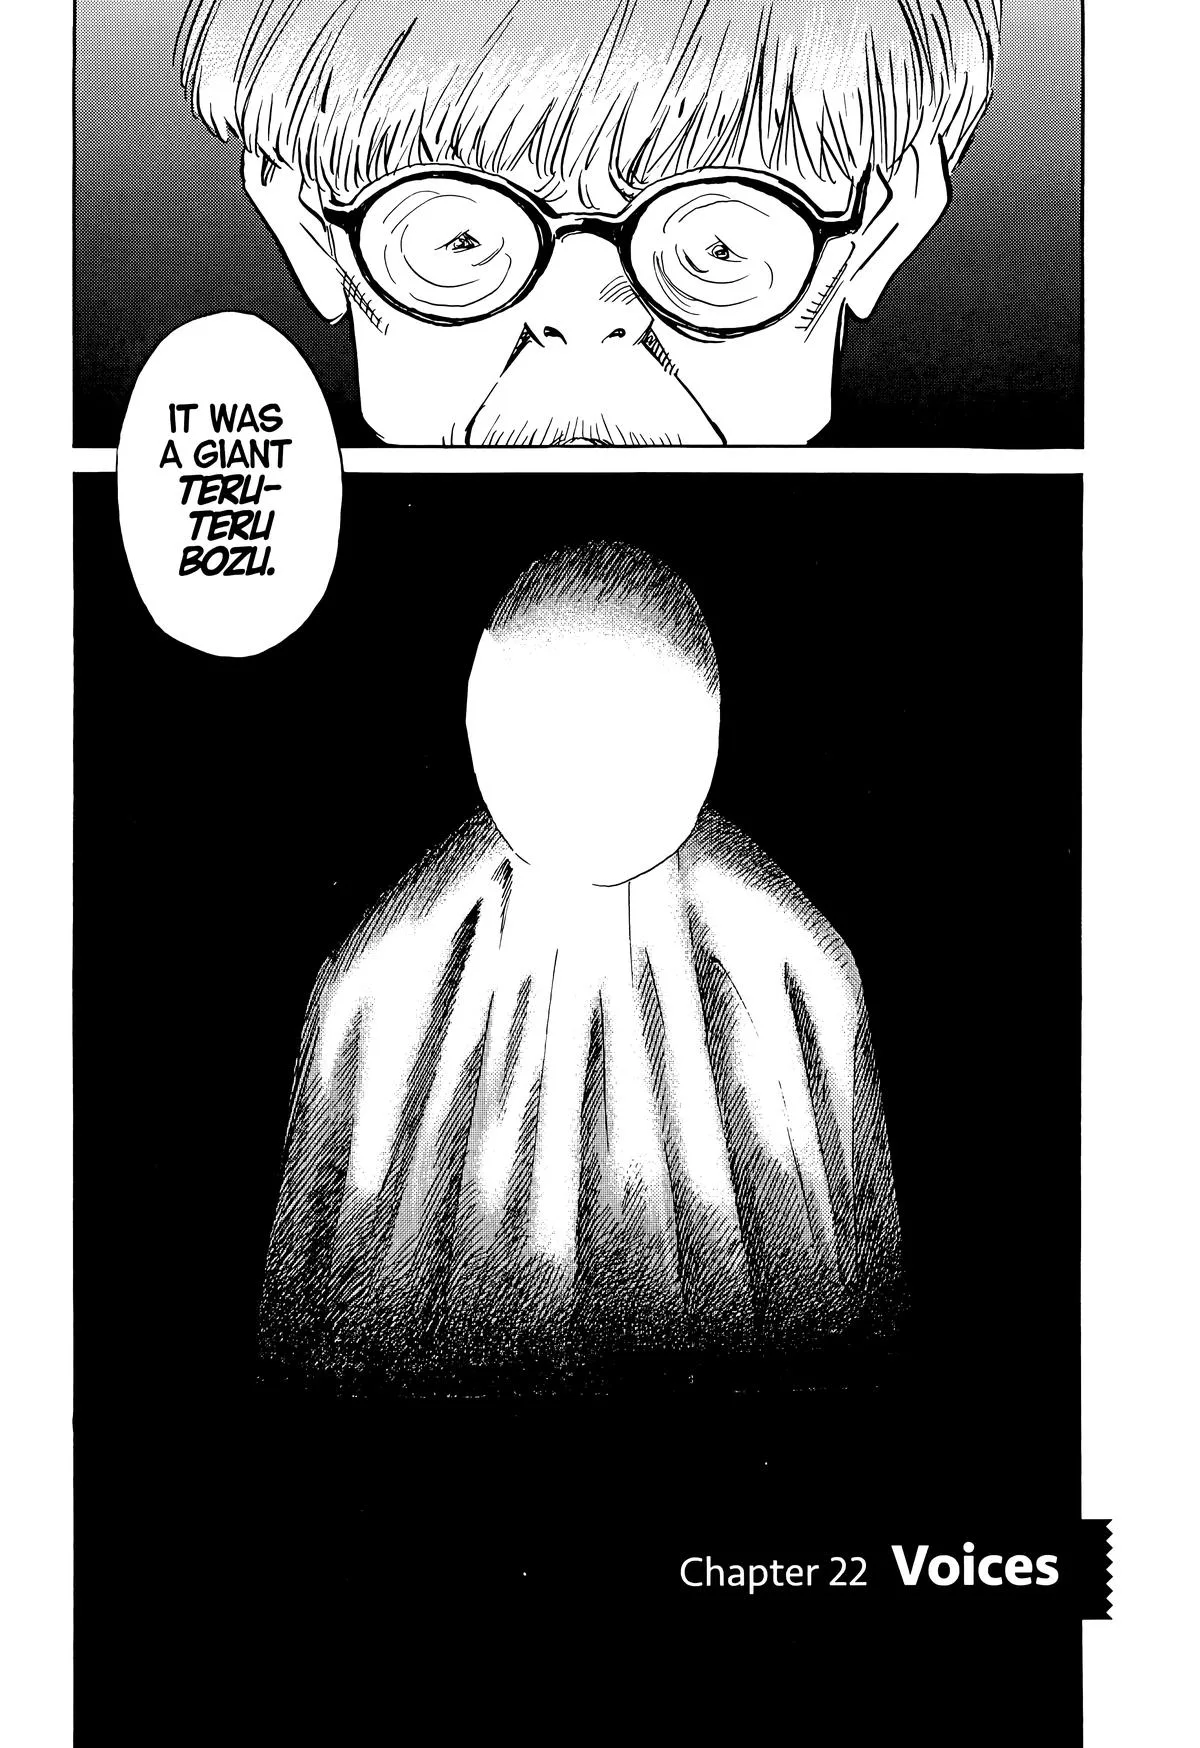 IT WAS
A GIANT
TERU-
TERU
BOZU.
Chapter 22 Voices